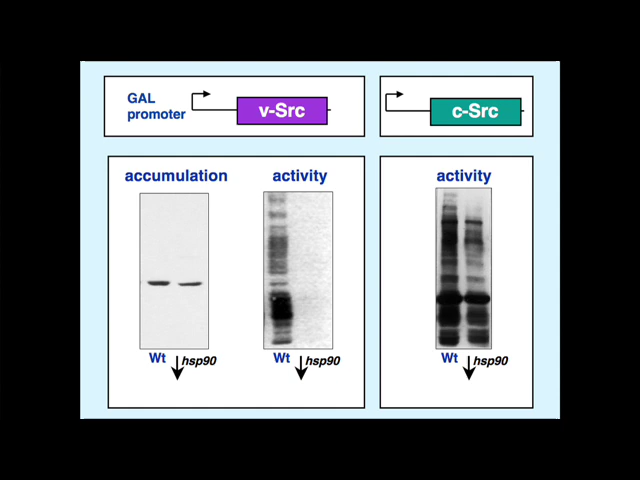 GAL
promoter
v-Src
c-Src
accumulation
activity
activity
Wt
hsp90
Wt
hsp90
Wt
hsp90